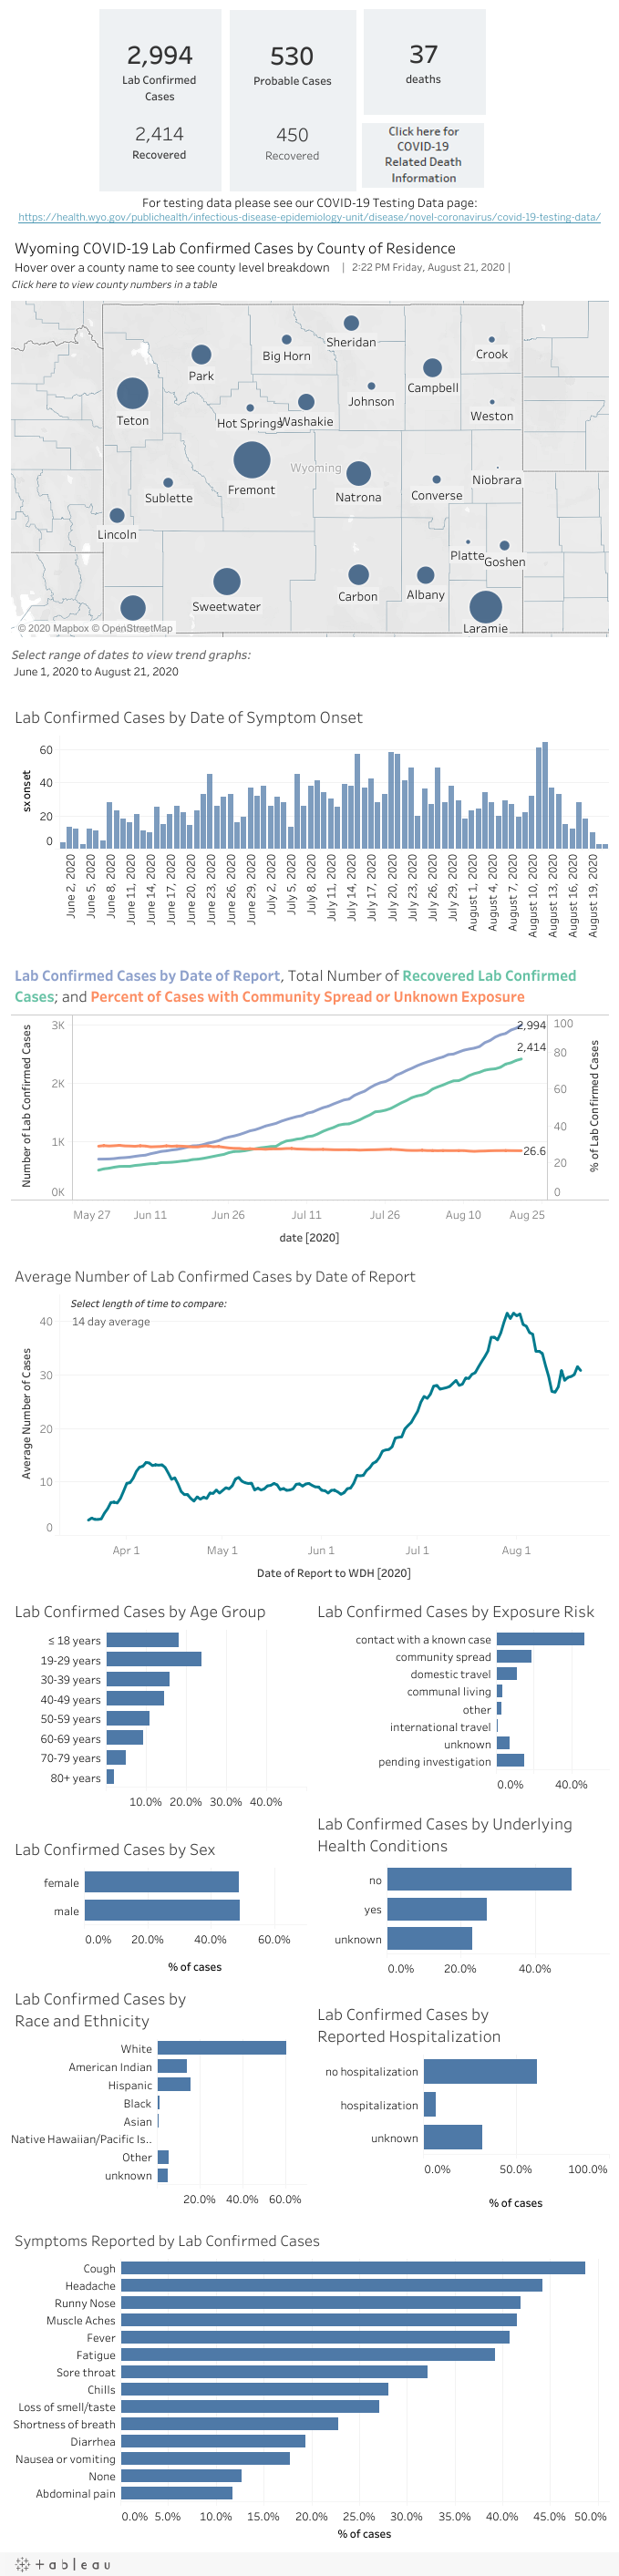 2,994
Lab Confirmed
Cases
2,414
Recovered
530
Probable Cases
450
Recovered
37
deaths
Click here for
COVID-19
Related Death
Information
For testing data please see our COVID-19 Testing Data page:
https://health.wyo.gov/publichealth/infectious-disease-epidemiology-unit/disease/novel-coronavirus/covid-19-testing-data/
Wyoming COVID-19 Lab Confirmed Cases by County of Residence
Hover over a county name to see county level breakdown | 2:22 PM Friday, August 21, 2020 |
Click here to view county numbers in a table
Sheridan
Big Horn
Crook
Park
Campbell
Johnson
Teton
Hot Springs
Washakie
Weston
Wyoming
Fremont
Natrona
Converse
Niobrara
Sublette
Lincoln
Platte
Goshen
Sweetwater
Carbon
Albany
Laramie
© 2020 Mapbox © OpenStreetMap
Select range of dates to view trend graphs:
June 1, 2020 to August 21, 2020
Lab Confirmed Cases by Date of Symptom Onset
sx onset
60
40
20
0
June 2, 2020
June 5, 2020
June 8, 2020
June 11, 2020
June 14, 2020
June 17, 2020
June 20, 2020
June 23, 2020
June 26, 2020
June 29, 2020
July 2, 2020
July 5, 2020
July 8, 2020
July 11, 2020
July 14, 2020
July 17, 2020
July 20, 2020
July 23, 2020
July 26, 2020
July 29, 2020
August 1, 2020
August 4, 2020
August 7, 2020
August 10, 2020
August 13, 2020
August 16, 2020
August 19, 2020
Lab Confirmed Cases by Date of Report, Total Number of Recovered Lab Confirmed
Cases; and Percent of Cases with Community Spread or Unknown Exposure
Number of Lab Confirmed Cases
3K
2K
1K
0K
2,994
2,414
26.6
100
80
60
40
20
0
% of Lab Confirmed Cases
May 27
Jun 11
Jun 26
Jul 11
Jul 26
Aug 10
Aug 25
date [2020]
Average Number of Lab Confirmed Cases by Date of Report
Select length of time to compare:
14 day average
Average Number of Cases
40
30
20
10
0
Apr 1
May 1
Jun 1
Jul 1
Aug 1
Date of Report to WDH [2020]
Lab Confirmed Cases by Age Group
≤ 18 years
19-29 years
30-39 years
40-49 years
50-59 years
60-69 years
70-79 years
80+ years
10.0% 20.0% 30.0% 40.0%
Lab Confirmed Cases by Exposure Risk
contact with a known case
community spread
domestic travel
communal living
other
international travel
unknown
pending investigation
0.0% 40.0%
Lab Confirmed Cases by Sex
female
male
0.0% 20.0% 40.0% 60.0%
% of cases
Lab Confirmed Cases by Underlying
Health Conditions
no
yes
unknown
0.0% 20.0% 40.0%
Lab Confirmed Cases by
Race and Ethnicity
White
American Indian
Hispanic
Black
Asian
Native Hawaiian/Pacific Is..
Other
unknown
20.0% 40.0% 60.0%
Lab Confirmed Cases by
Reported Hospitalization
no hospitalization
hospitalization
unknown
0.0% 50.0% 100.0%
% of cases
Symptoms Reported by Lab Confirmed Cases
Cough
Headache
Runny Nose
Muscle Aches
Fever
Fatigue
Sore throat
Chills
Loss of smell/taste
Shortness of breath
Diarrhea
Nausea or vomiting
None
Abdominal pain
0.0% 5.0% 10.0% 15.0% 20.0% 25.0% 30.0% 35.0% 40.0% 45.0% 50.0%
% of cases
+ a b l e a u